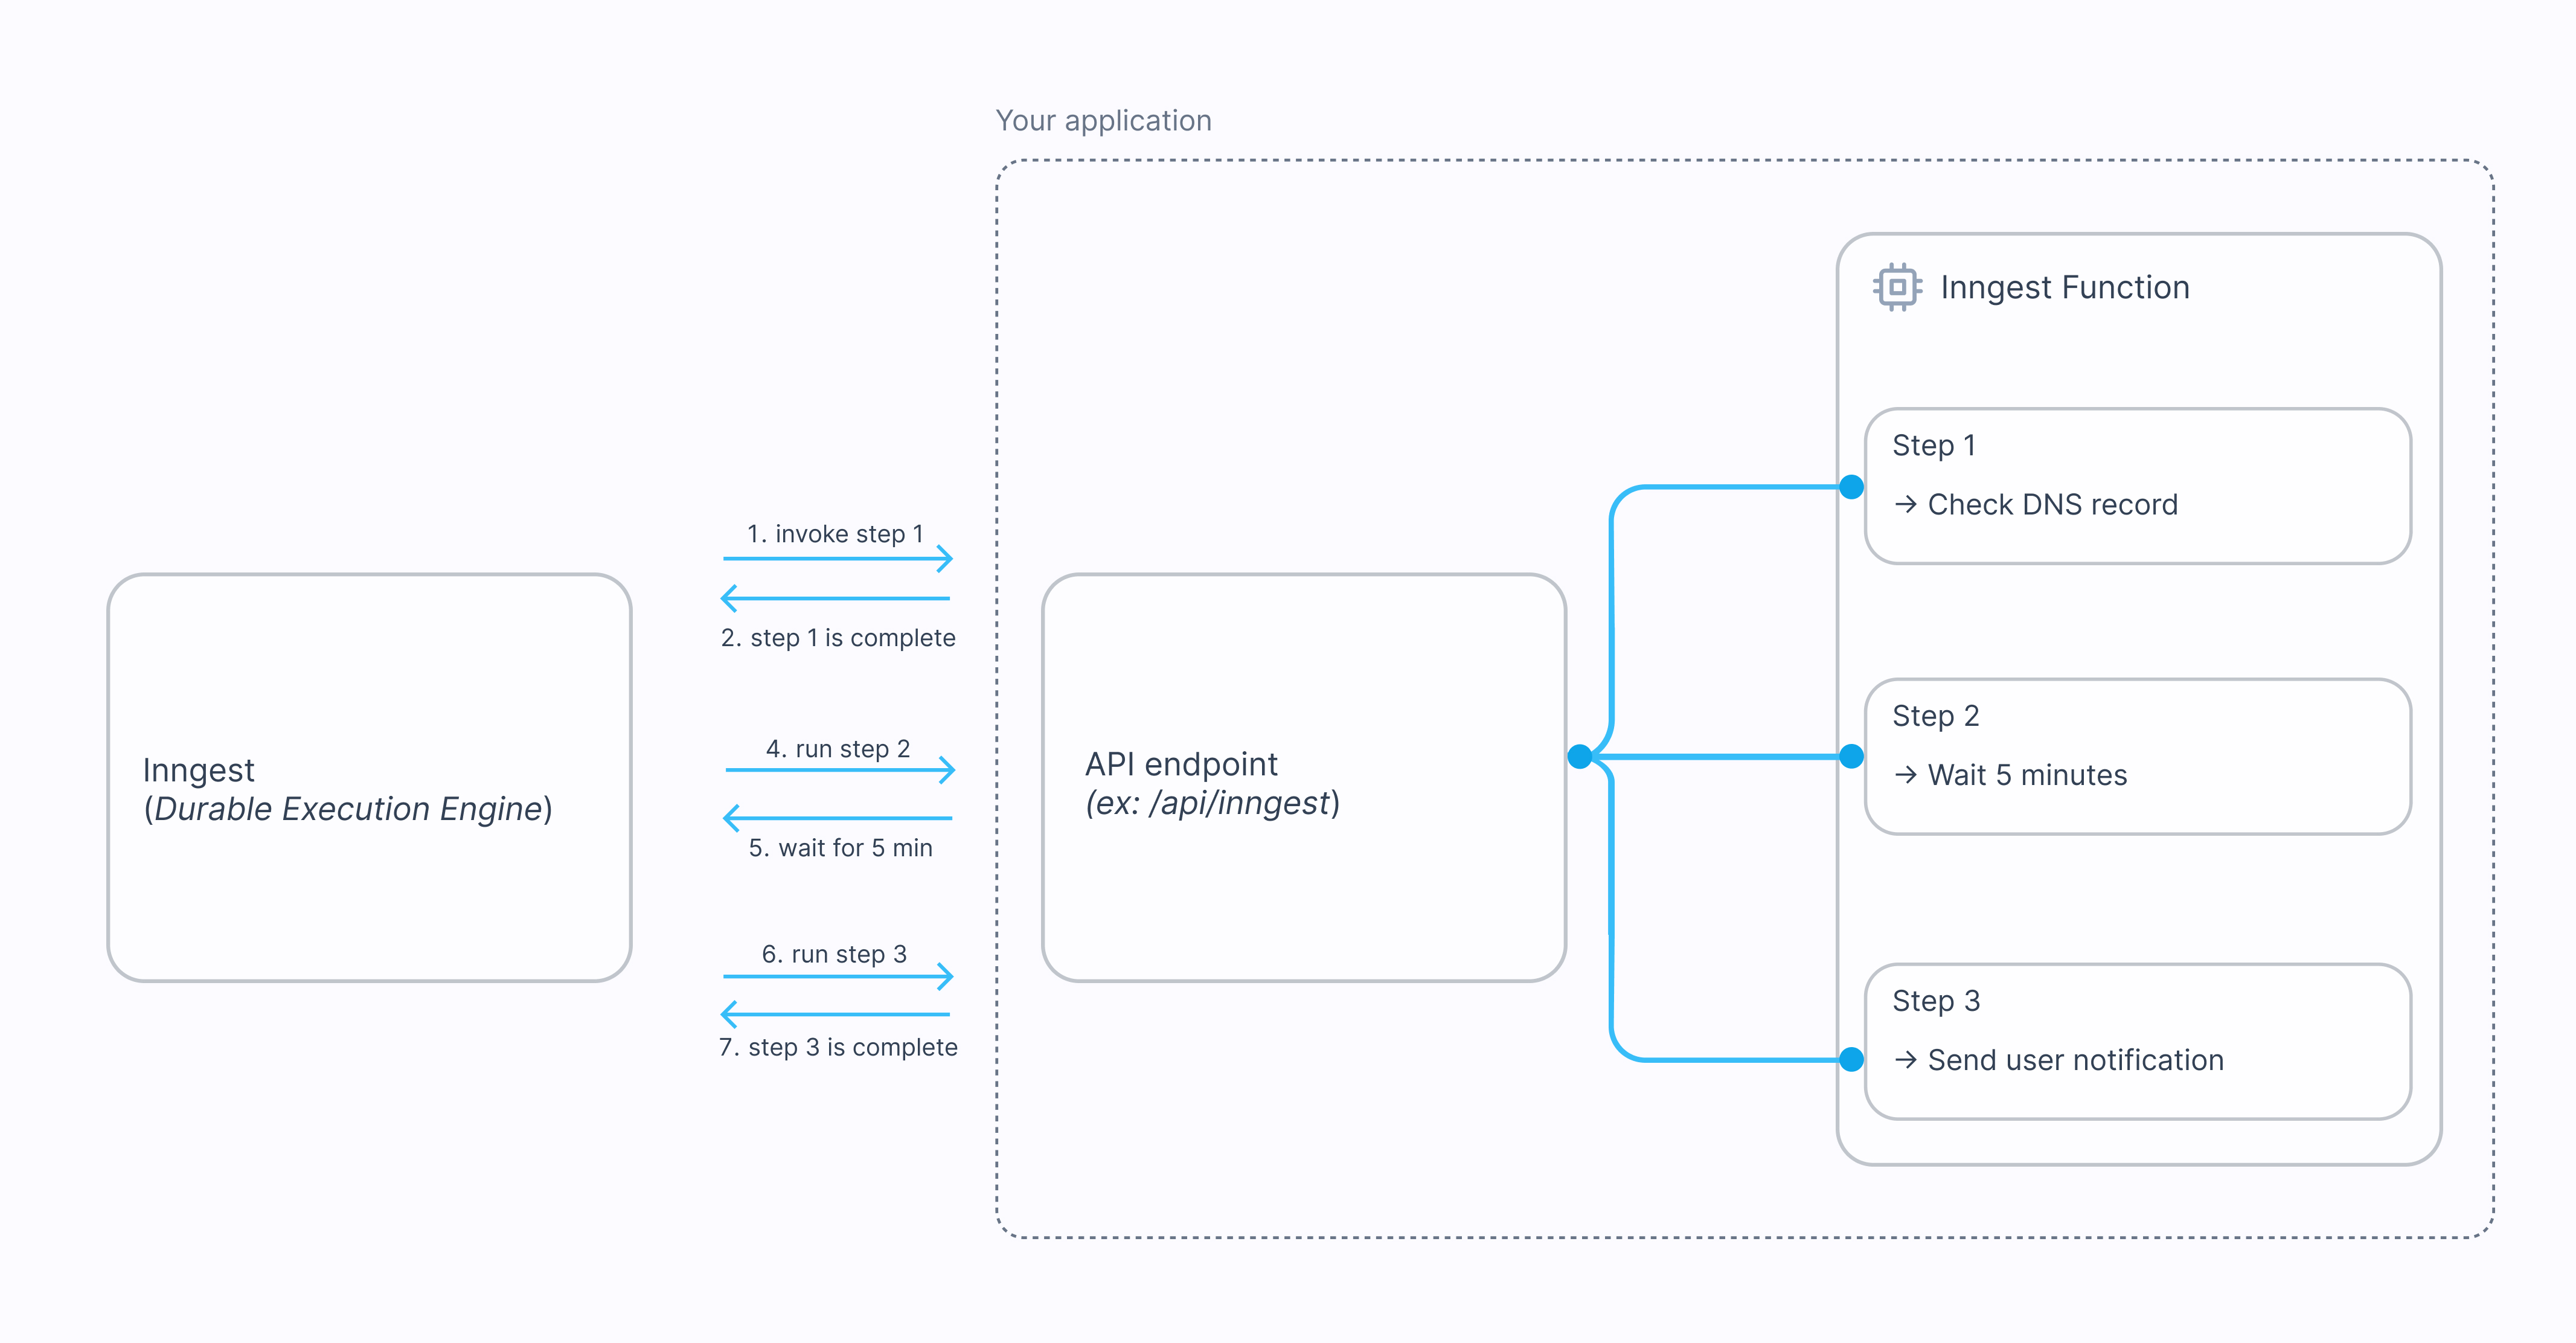 Your application
Inngest Function
Step 1
→ Check DNS record
1. invoke step 1
2. step 1 is complete
Step 2
→ Wait 5 minutes
4. run step 2
5. wait for 5 min
Inngest
(Durable Execution Engine)
API endpoint
(ex: /api/inngest)
6. run step 3
7. step 3 is complete
Step 3
→ Send user notification